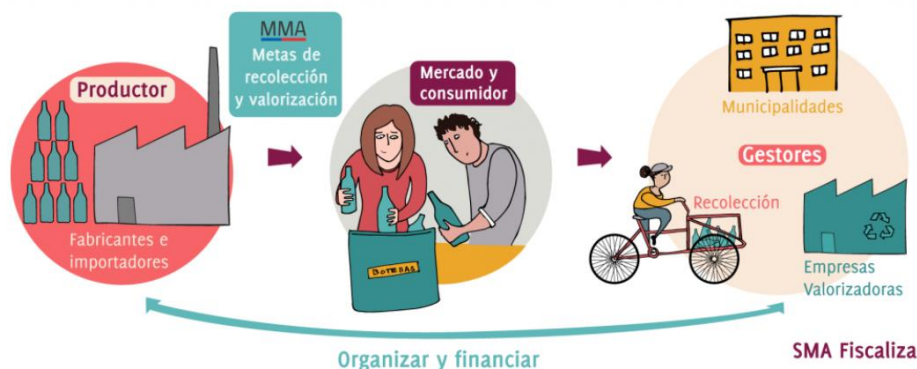 Productor
Fabricantes e
importadores
MMA
Metas de
recolección
y valorización
Mercado y
consumidor
BOTELLAS
Municipalidades
Gestores
Recolección
Empresas
Valorizadoras
Organizar y financiar
SMA Fiscaliza